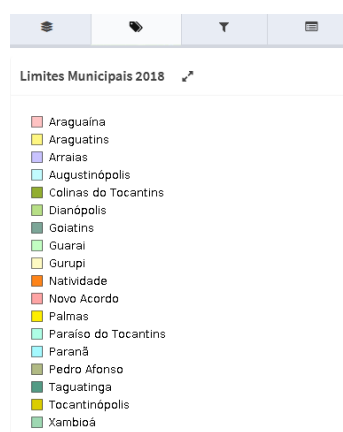 Limites Municipais 2018
Araguaína
Araguatins
Arraias
Augustinópolis
Colinas do Tocantins
Dianópolis
Goiatins
Guarai
Gurupi
Natividade
Novo Acordo
Palmas
Paraíso do Tocantins
Paranã
Pedro Afonso
Taguatinga
Tocantinópolis
Xambioá